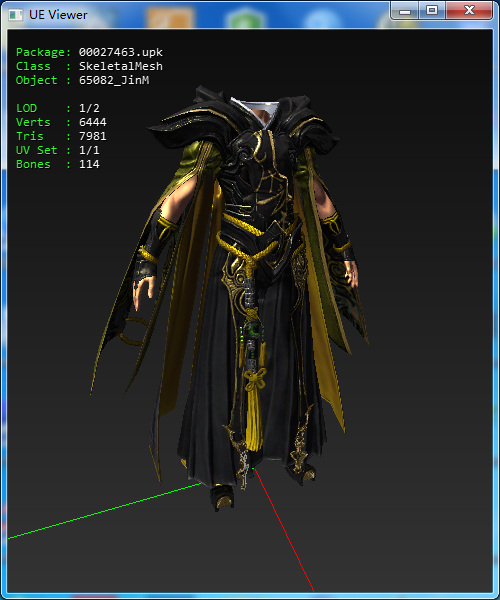 UE Viewer
Package: 00027463.upk
Class : SkeletalMesh
Object : 65082_JinM
LOD : 1/2
Verts : 6444
Tris : 7981
UV Set : 1/1
Bones : 114